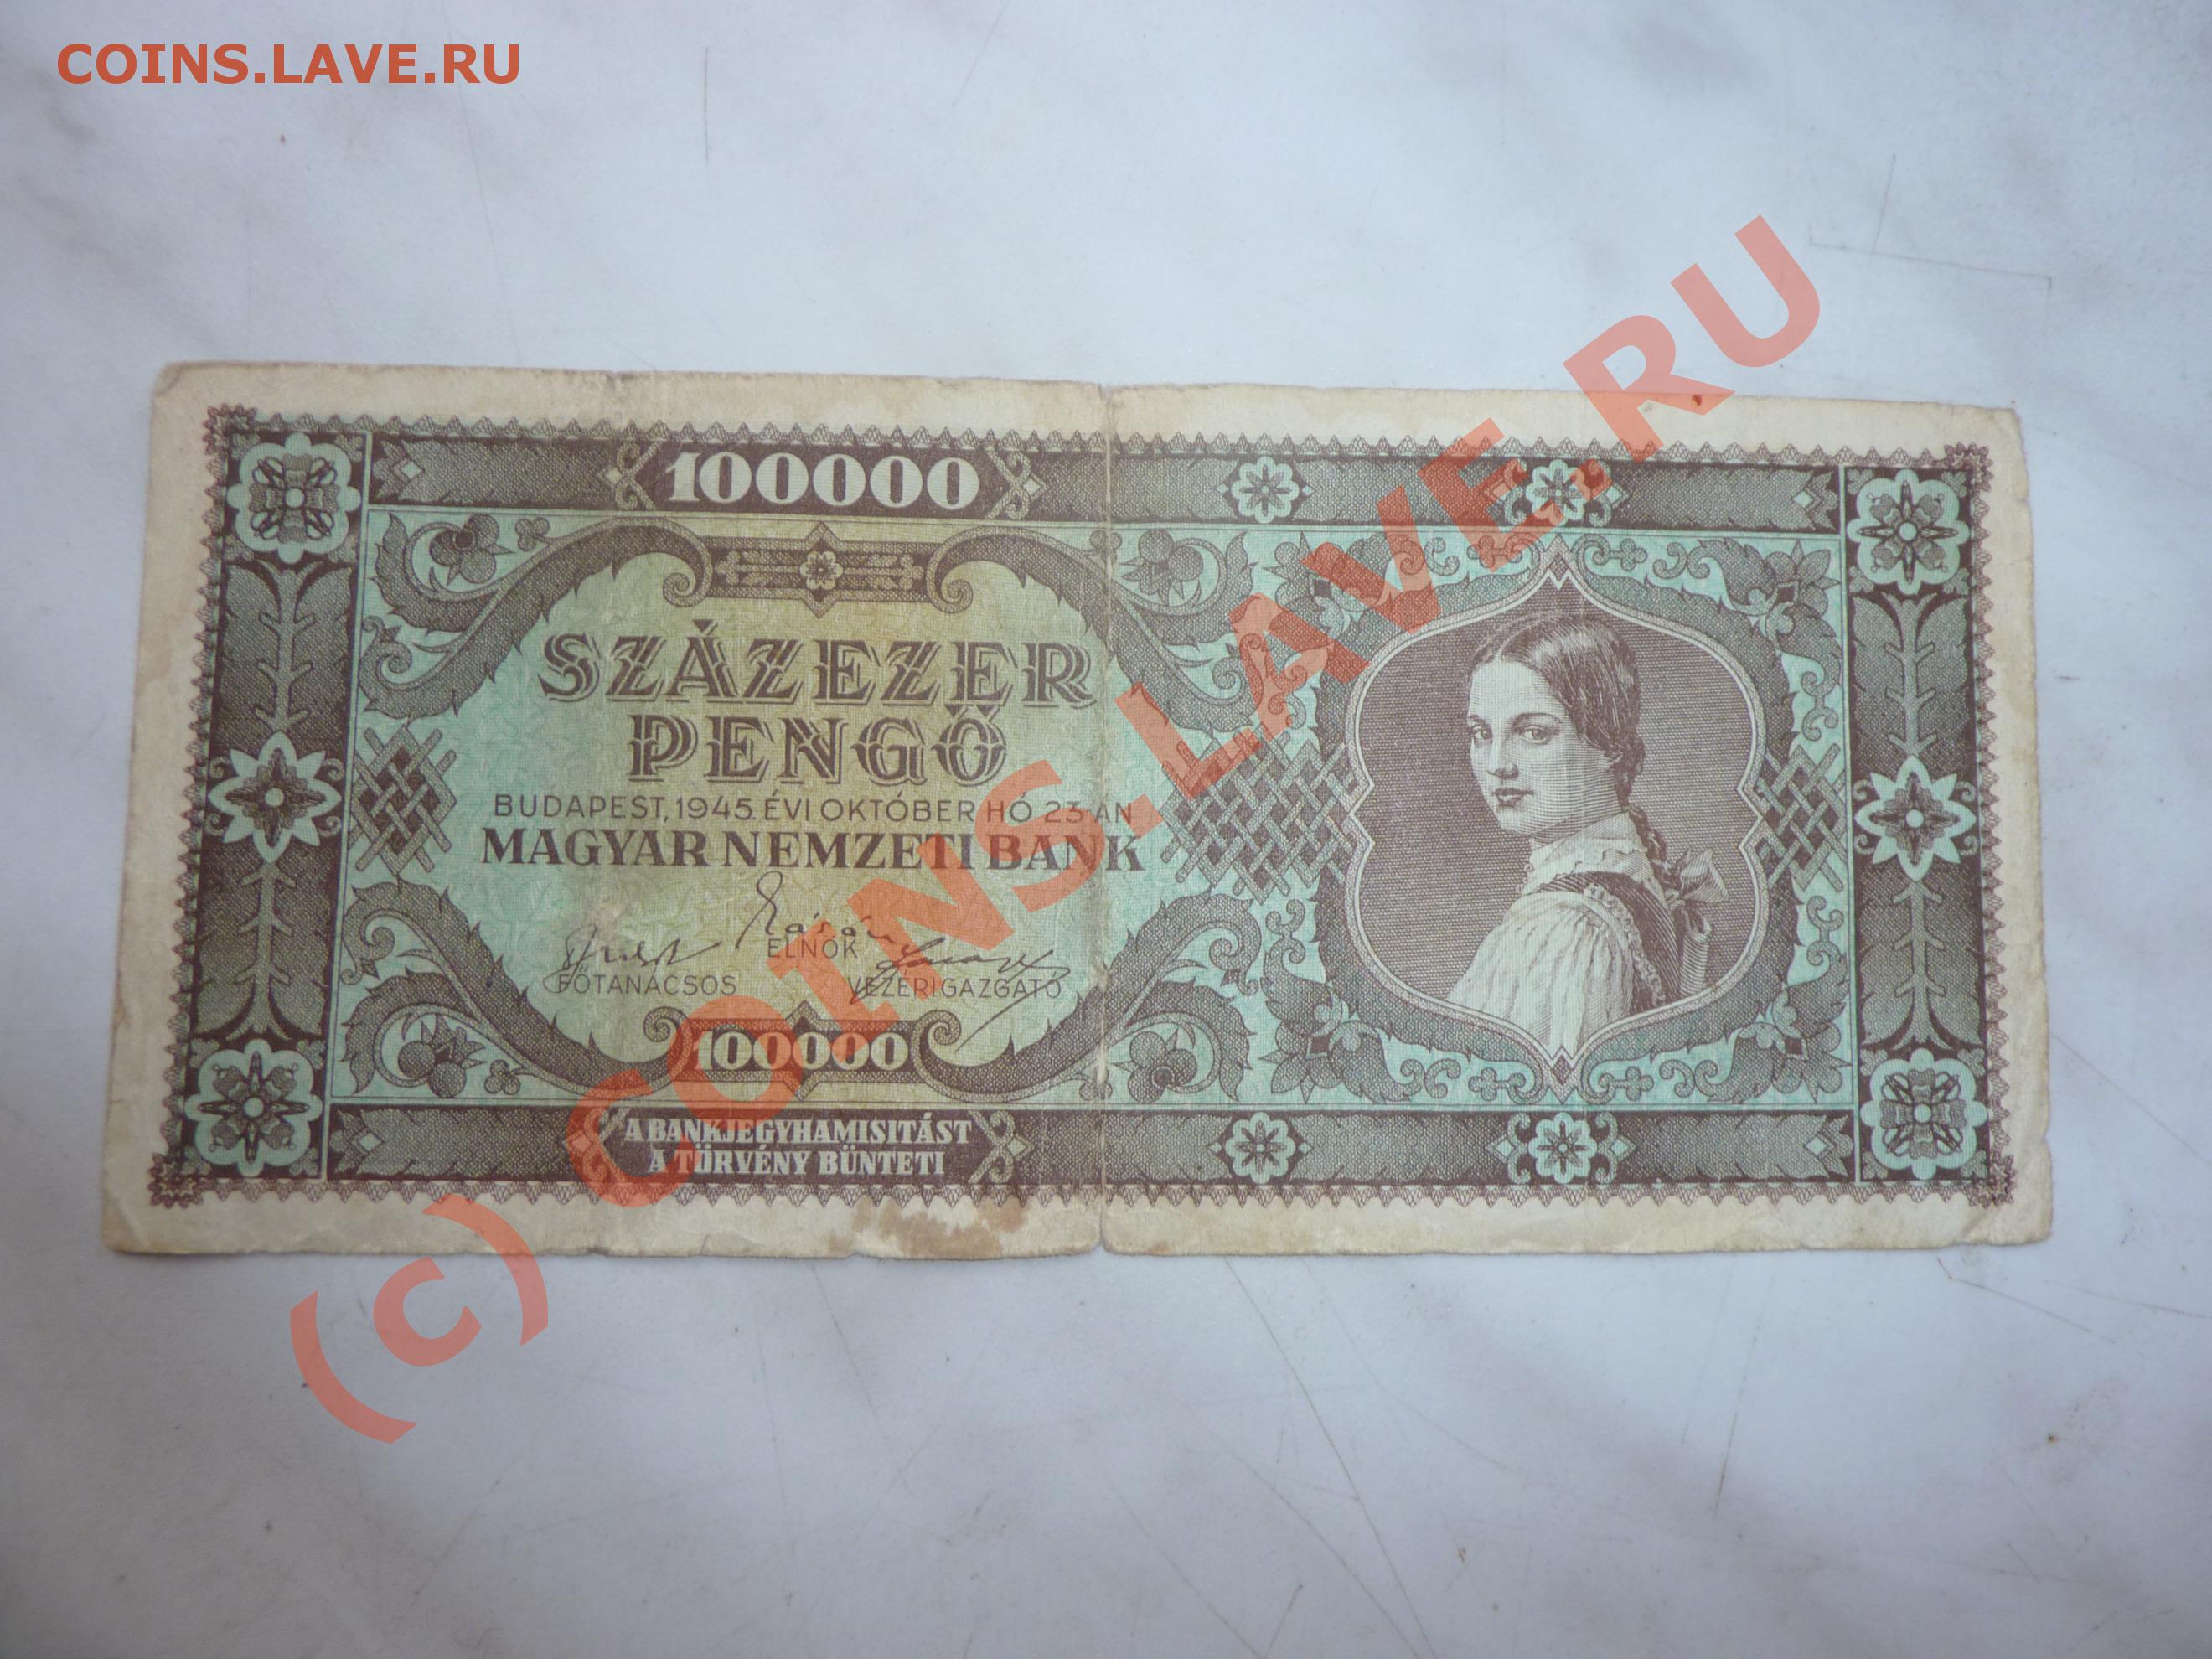 COINS.LAVE.RU
100000
SZÁZEZER
PENGŐ
BUDAPEST, 1945. ÉVI OKTÓBER HÓ 23-ÁN
MAGYAR NEMZETI BANK
ELNÖK
FŐTANÁCSOS VEZÉRIGAZGATÓ
100000
A BANKJEGYHAMISITÁST
A TÖRVÉNY BÜNTETI
(c) COINS.LAVE.RU